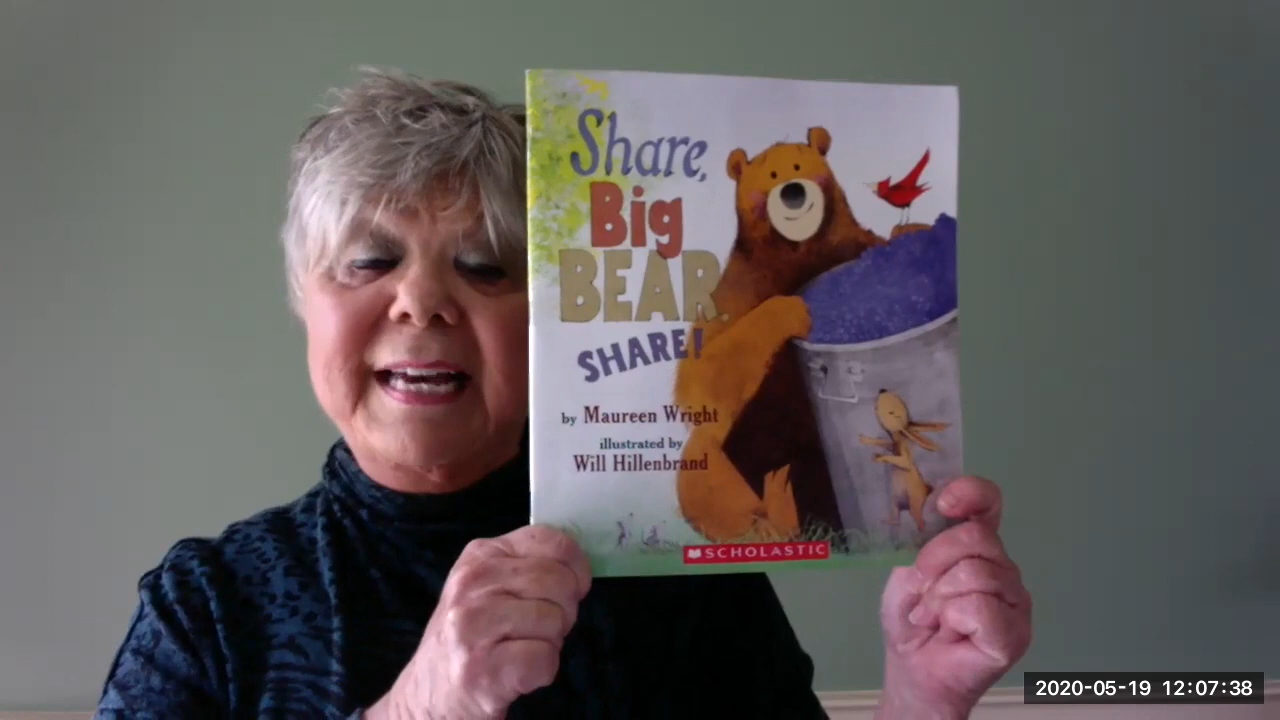 Share,
Big
BEAR,
SHARE!
by Maureen Wright
illustrated by
Will Hillenbrand
SCHOLASTIC
2020-05-19 12:07:38